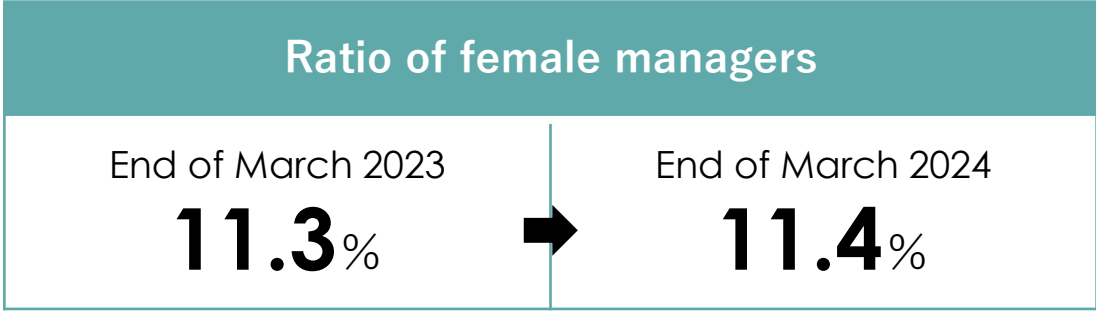 Ratio of female managers
End of March 2023
11.3%
End of March 2024
11.4%